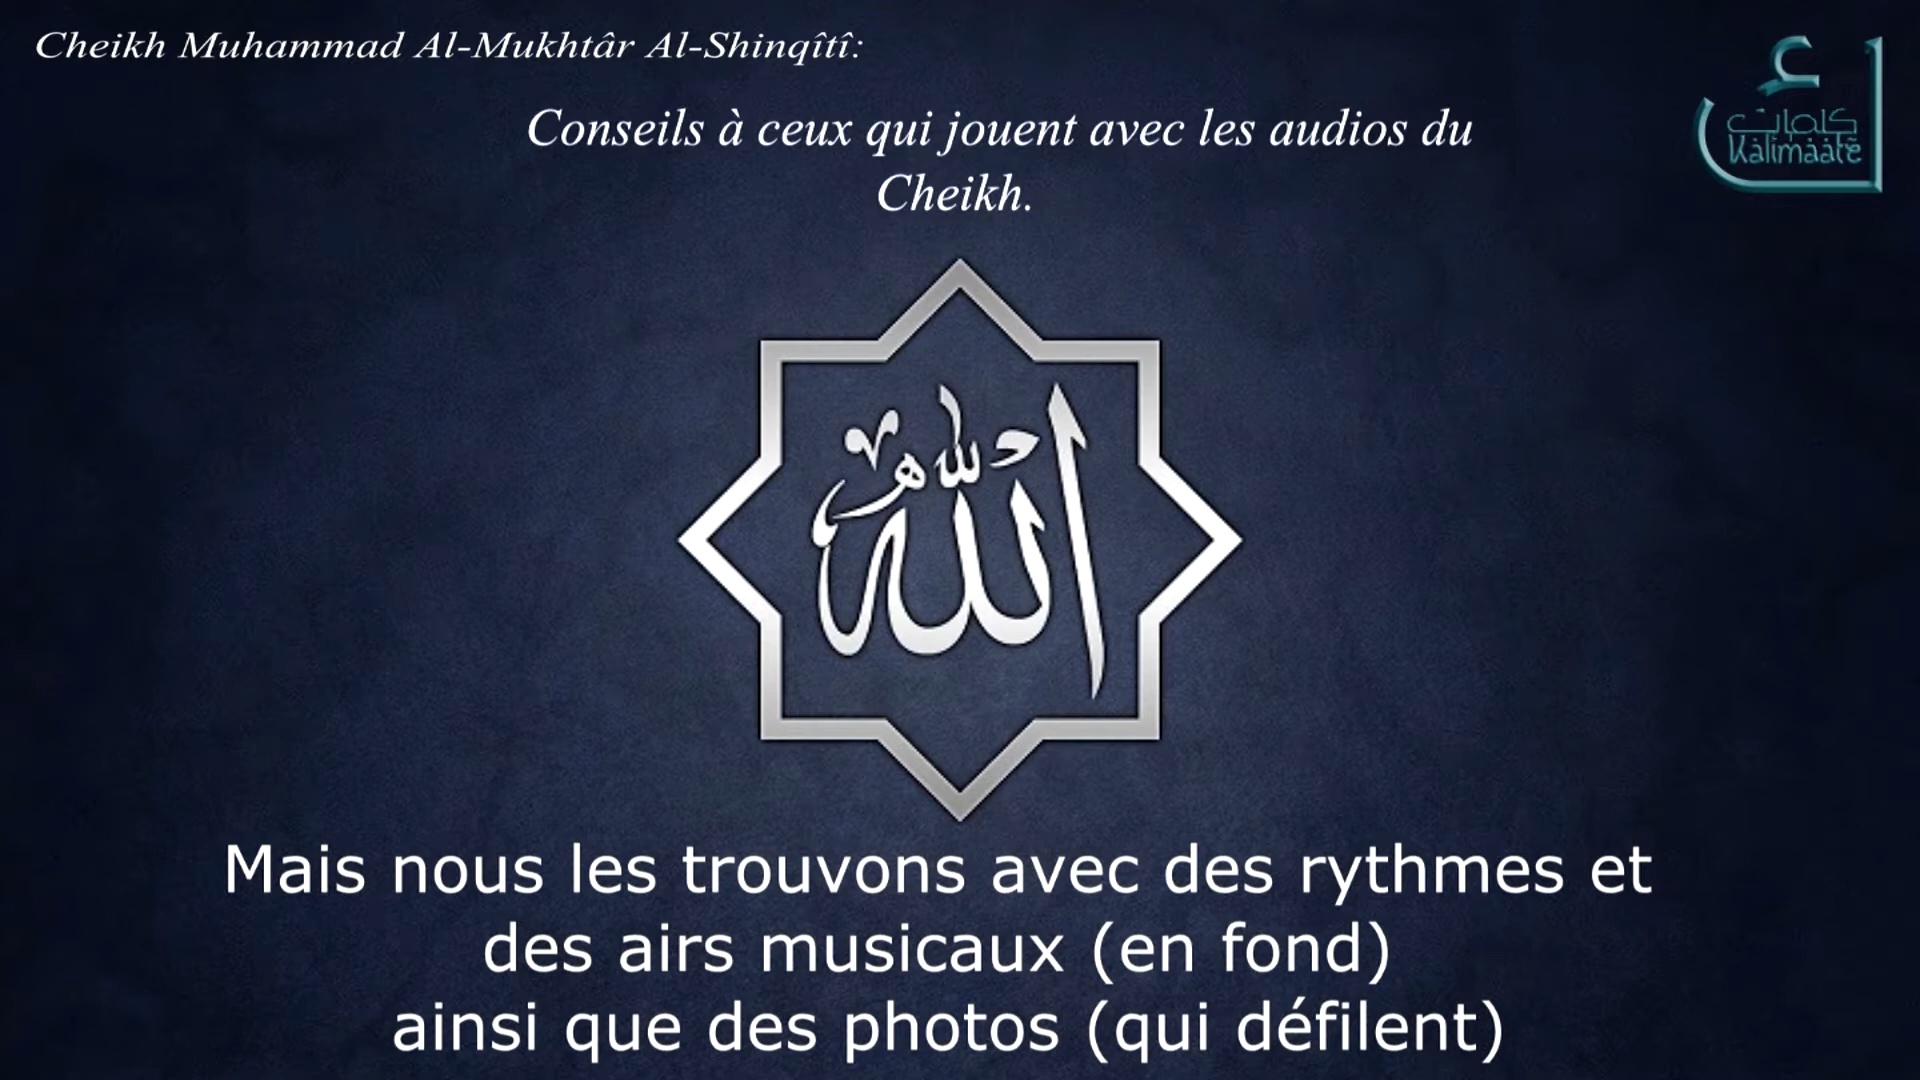 Cheikh Muhammad Al-Mukhtâr Al-Shinqîtî:
Conseils à ceux qui jouent avec les audios du
Cheikh.
كلمات
Kalimaate
الله
Mais nous les trouvons avec des rythmes et
des airs musicaux (en fond)
ainsi que des photos (qui défilent)